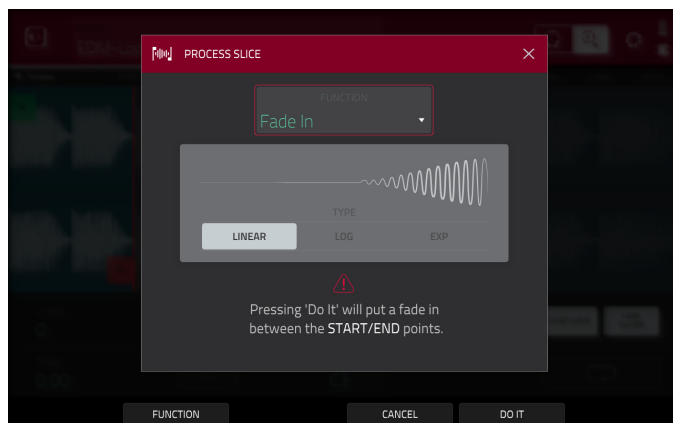 PROCESS SLICE
FUNCTION
Fade In
TYPE
LINEAR LOG EXP
Pressing 'Do It' will put a fade in
between the START/END points.
FUNCTION CANCEL DO IT